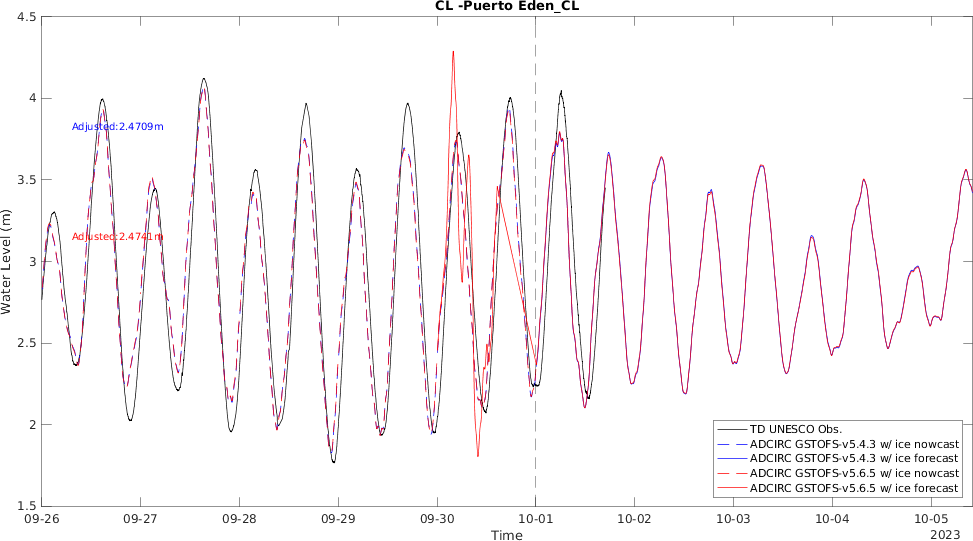 CL -Puerto Eden_CL
4.5
4
3.5
3
2.5
2
1.5
Water Level (m)
Adjusted:2.4709m
Adjusted:2.4741m
TD UNESCO Obs.
ADCIRC GSTOFS-v5.4.3 w/ ice nowcast
ADCIRC GSTOFS-v5.4.3 w/ ice forecast
ADCIRC GSTOFS-v5.6.5 w/ ice nowcast
ADCIRC GSTOFS-v5.6.5 w/ ice forecast
09-26 09-27 09-28 09-29 09-30 10-01 10-02 10-03 10-04 10-05
Time
2023